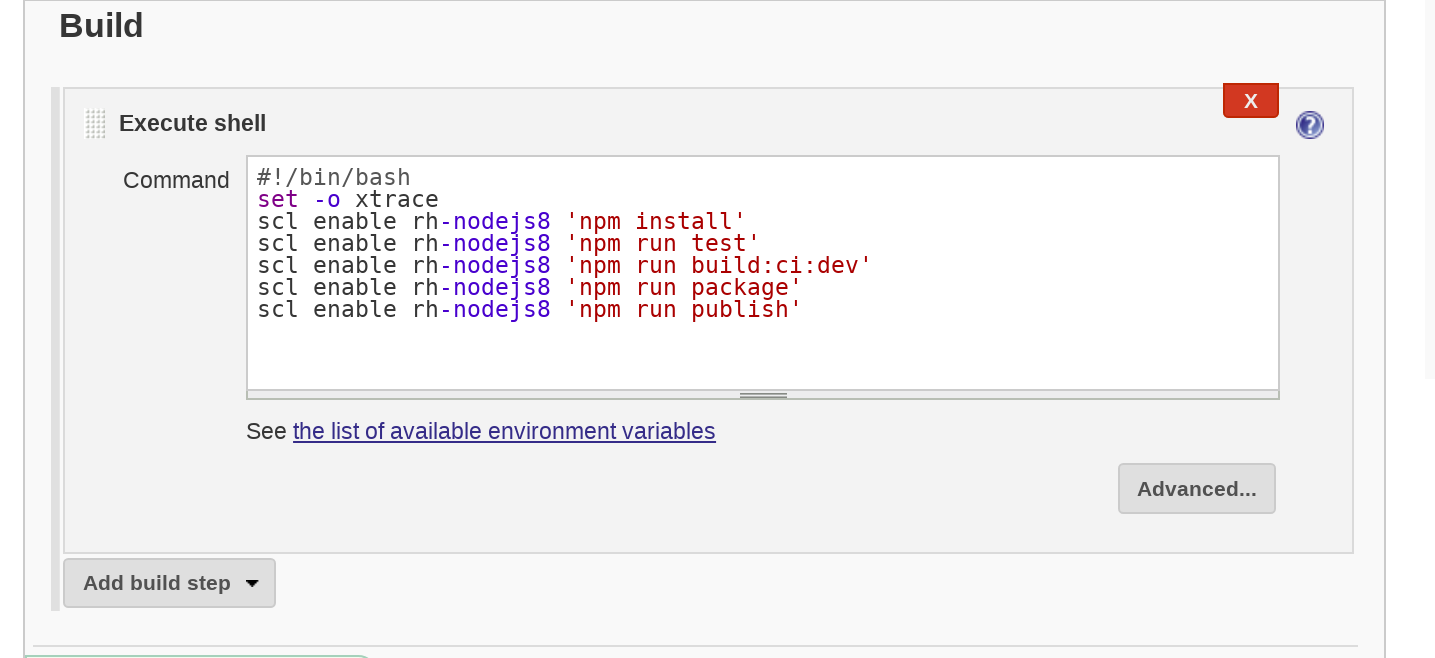 Build
X
Execute shell
?
Command
#!/bin/bash
set -o xtrace
scl enable rh-nodejs8 'npm install'
scl enable rh-nodejs8 'npm run test'
scl enable rh-nodejs8 'npm run build:ci:dev'
scl enable rh-nodejs8 'npm run package'
scl enable rh-nodejs8 'npm run publish'
See the list of available environment variables
Advanced...
Add build step